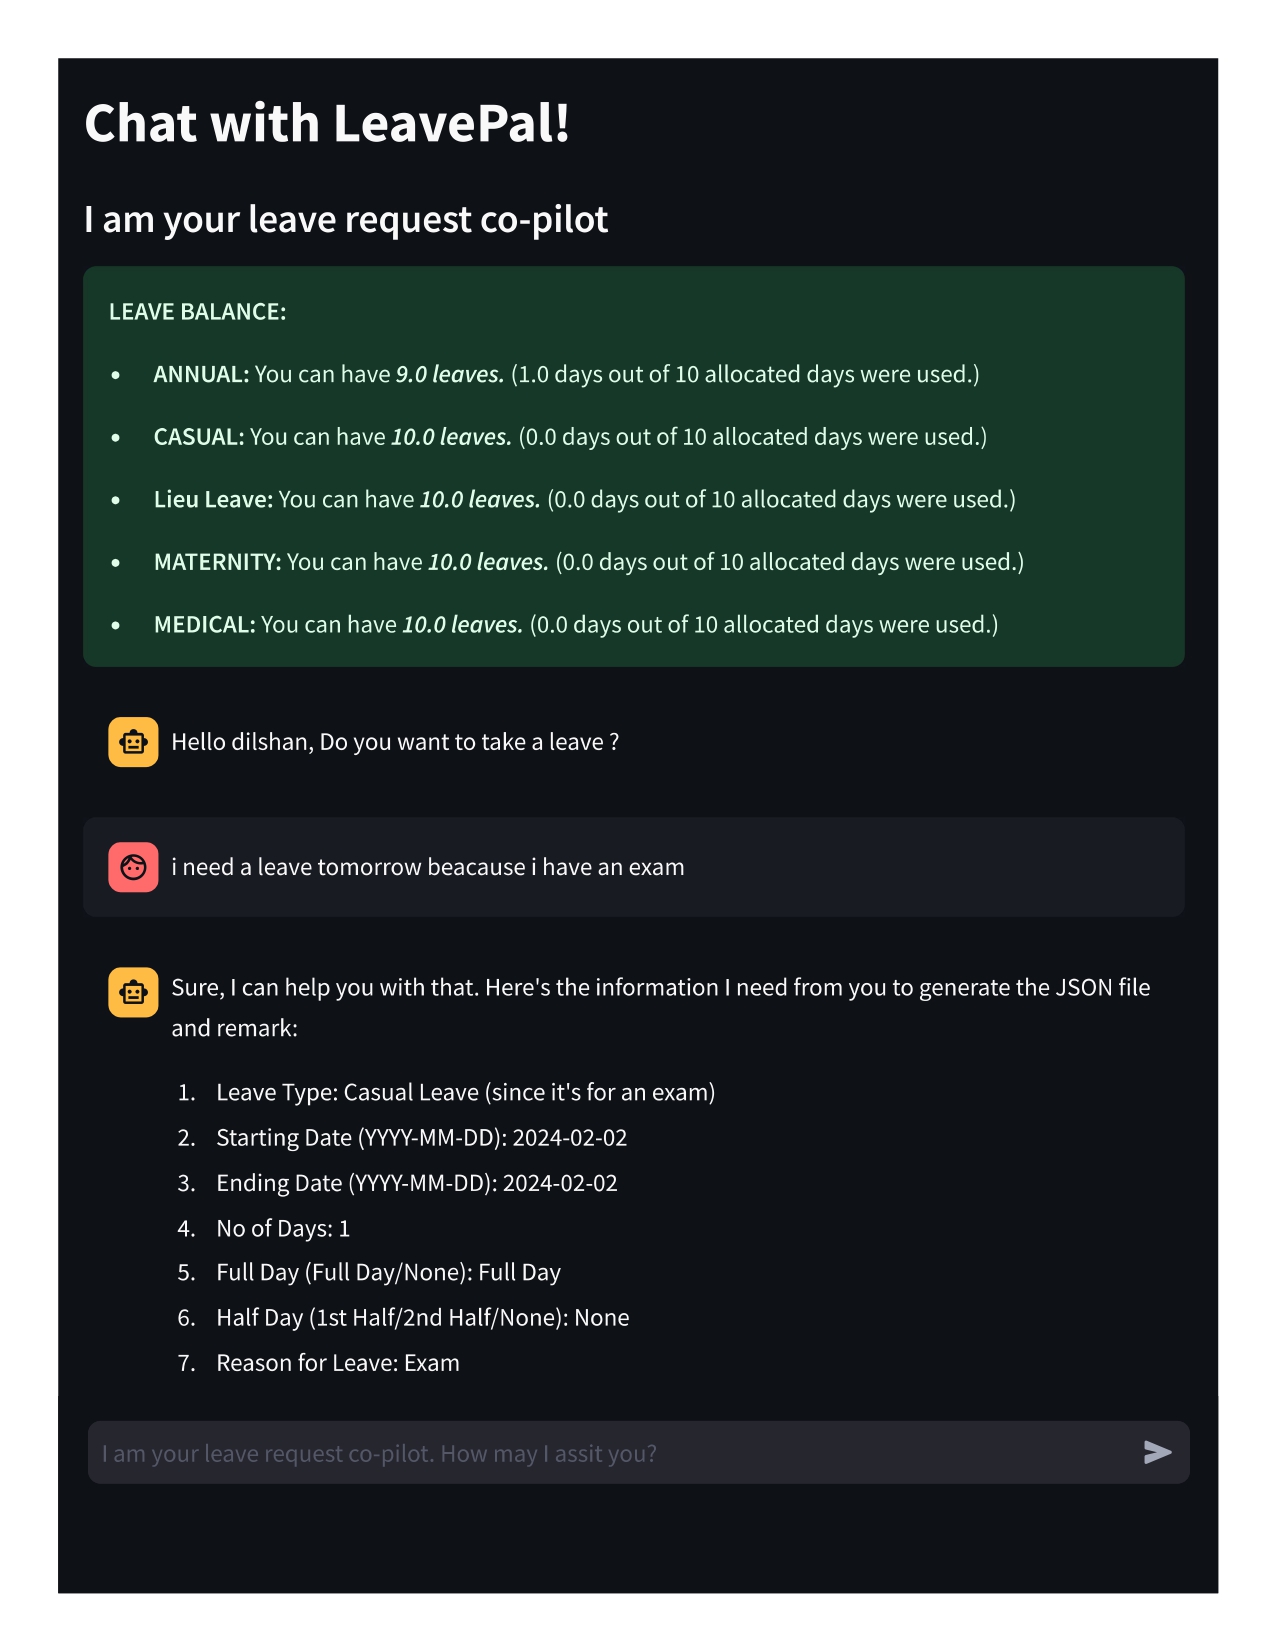 Chat with LeavePal!
I am your leave request co-pilot
LEAVE BALANCE:
• ANNUAL: You can have 9.0 leaves. (1.0 days out of 10 allocated days were used.)
• CASUAL: You can have 10.0 leaves. (0.0 days out of 10 allocated days were used.)
• Lieu Leave: You can have 10.0 leaves. (0.0 days out of 10 allocated days were used.)
• MATERNITY: You can have 10.0 leaves. (0.0 days out of 10 allocated days were used.)
• MEDICAL: You can have 10.0 leaves. (0.0 days out of 10 allocated days were used.)
Hello dilshan, Do you want to take a leave ?
i need a leave tomorrow beacause i have an exam
Sure, I can help you with that. Here's the information I need from you to generate the JSON file
and remark:
1. Leave Type: Casual Leave (since it's for an exam)
2. Starting Date (YYYY-MM-DD): 2024-02-02
3. Ending Date (YYYY-MM-DD): 2024-02-02
4. No of Days: 1
5. Full Day (Full Day/None): Full Day
6. Half Day (1st Half/2nd Half/None): None
7. Reason for Leave: Exam
I am your leave request co-pilot. How may I assit you?